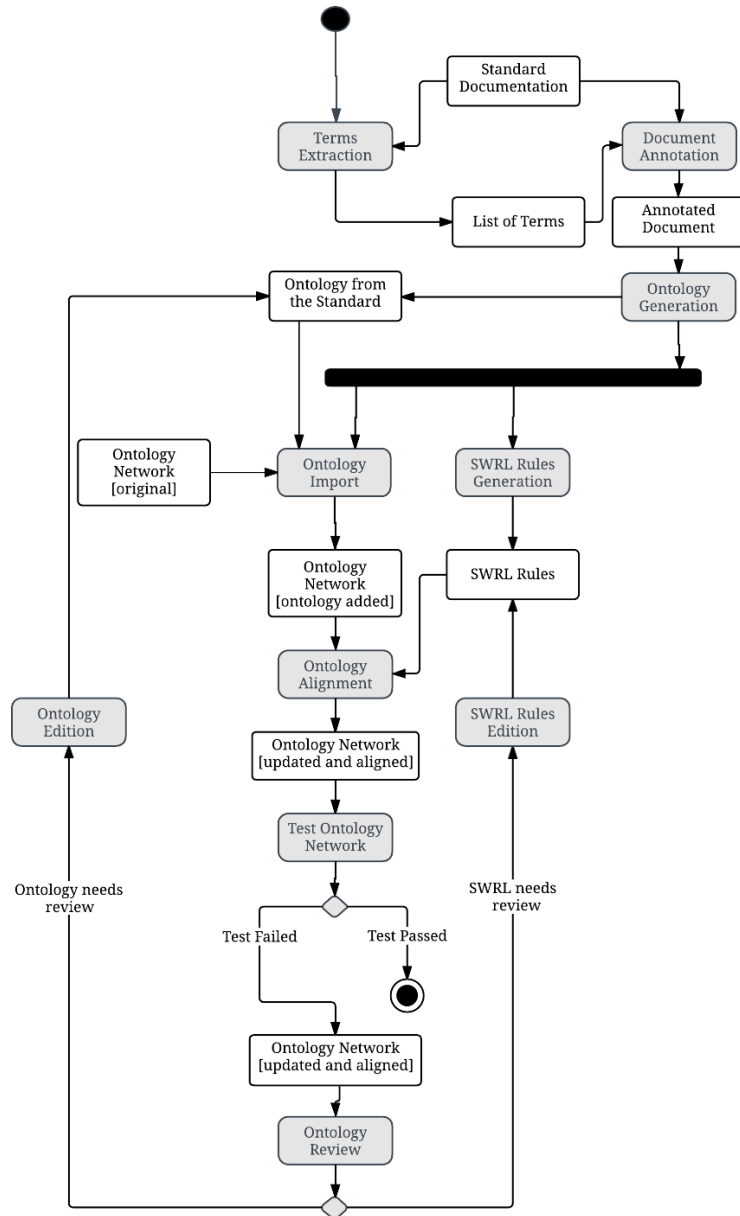 Standard
Documentation
Terms
Extraction
Document
Annotation
List of Terms
Annotated
Document
Ontology from
the Standard
Ontology
Generation
Ontology
Network
[original]
Ontology
Import
SWRL Rules
Generation
Ontology
Network
[ontology added]
SWRL Rules
Ontology
Alignment
Ontology
Edition
SWRL Rules
Edition
Ontology Network
[updated and aligned]
Test Ontology
Network
Ontology needs
review
SWRL needs
review
Test Failed
Test Passed
Ontology Network
[updated and aligned]
Ontology
Review